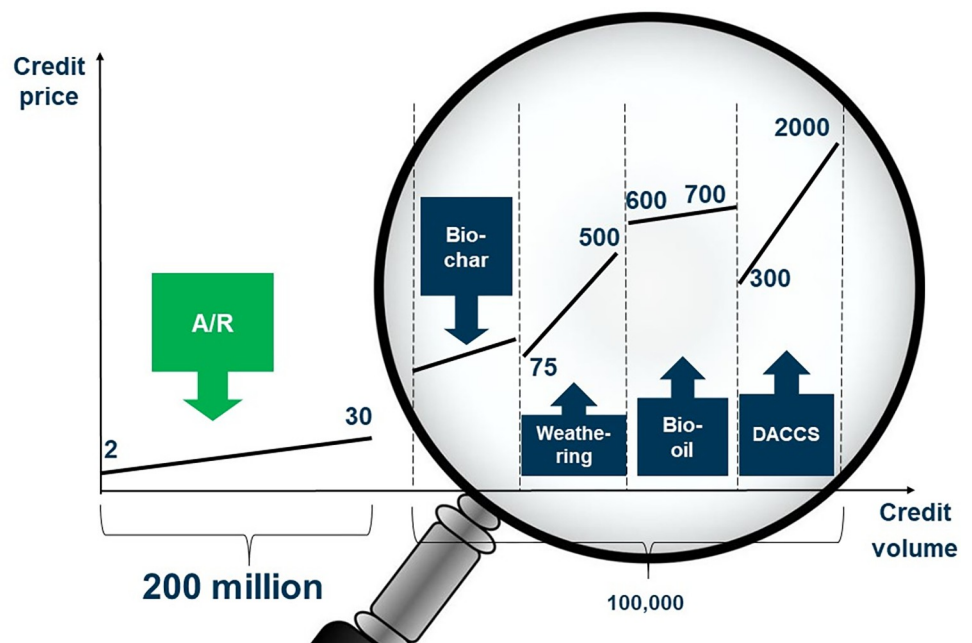 Credit
price
2000
600
700
Bio-
char
500
300
A/R
75
30
2
Weathe-
ring
Bio-
oil
DACCS
Credit
volume
200 million
100,000